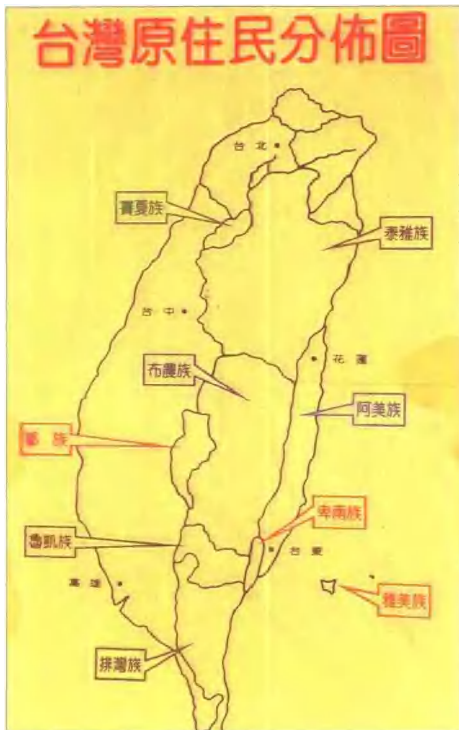 台灣原住民分佈圖
台北
賽夏族
泰雅族
台中
花蓮
布農族
阿美族
鄒族
卑南族
魯凱族
台東
高雄
雅美族
排灣族